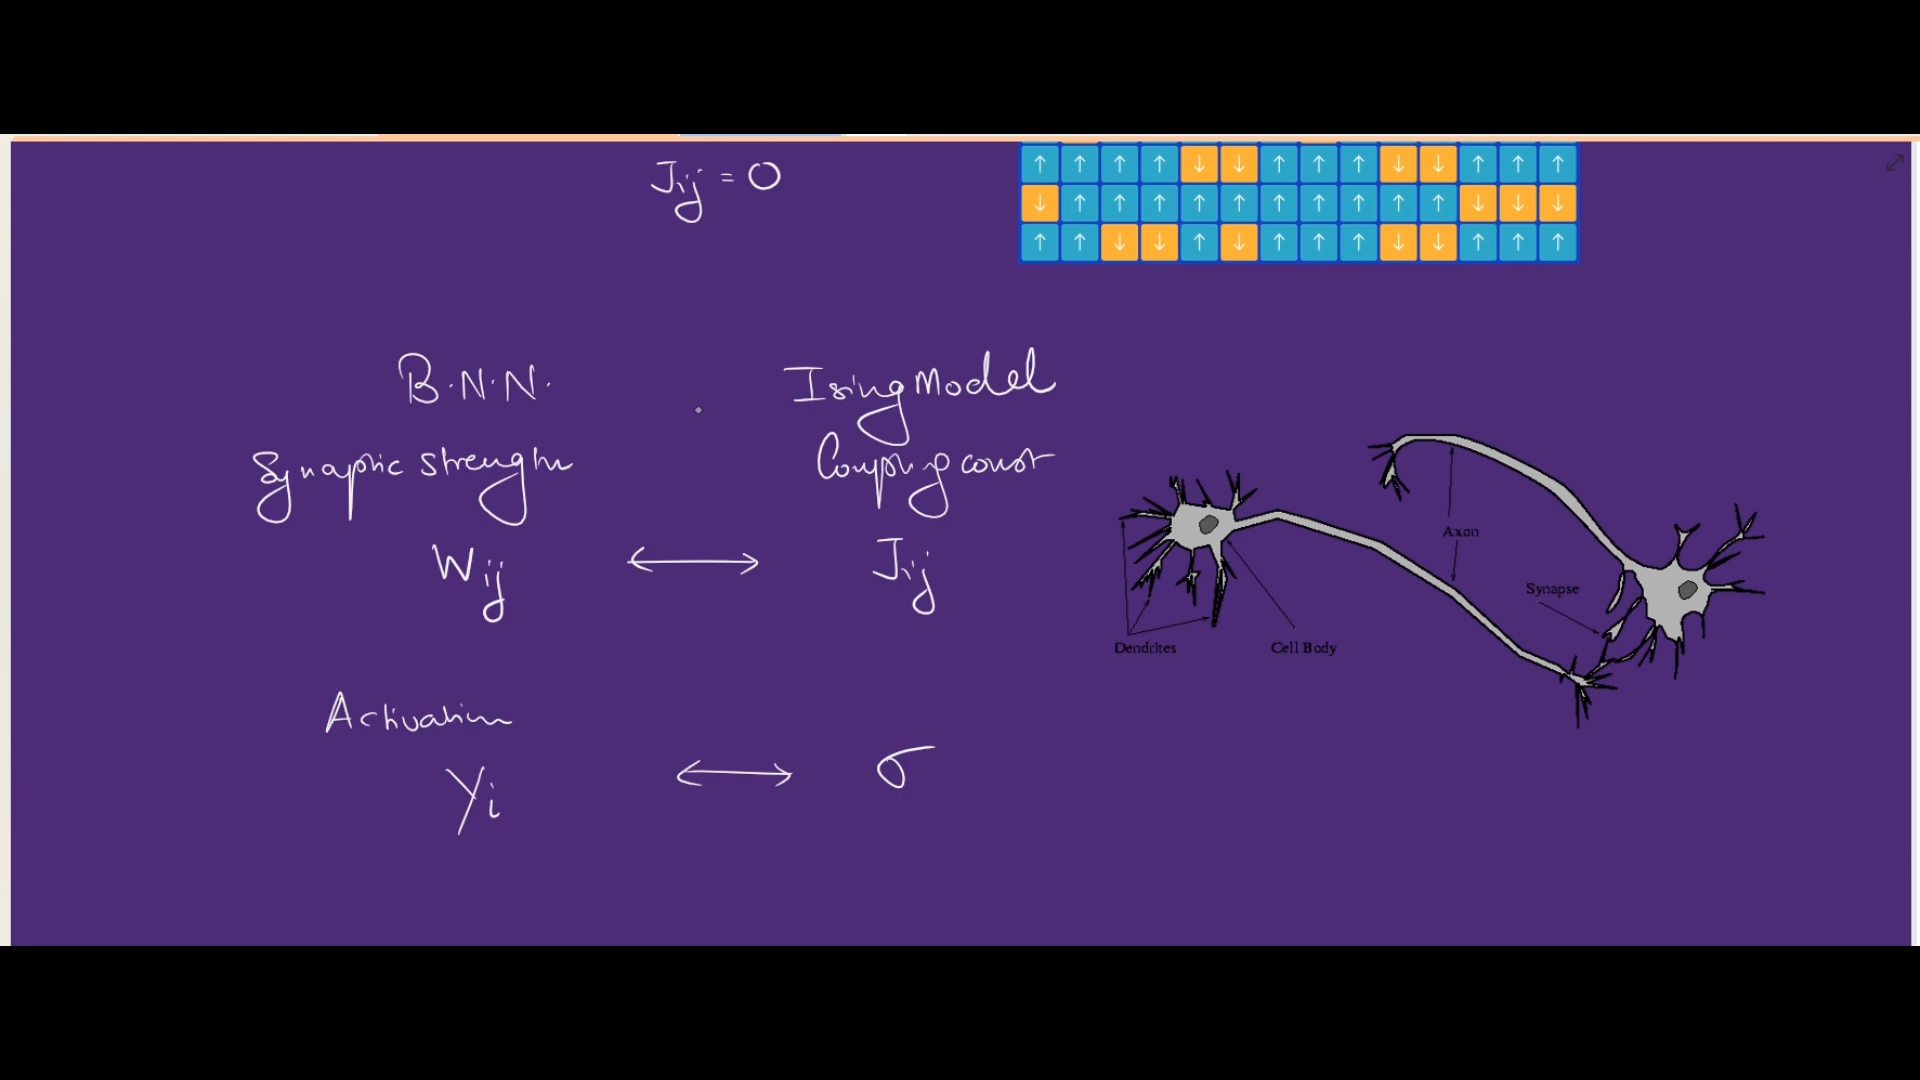 Jij = 0
↑ ↑ ↑ ↑ ↓ ↓ ↑ ↑ ↑ ↓ ↓ ↑ ↑ ↑
↓ ↑ ↑ ↑ ↑ ↑ ↑ ↑ ↑ ↑ ↑ ↓ ↓ ↓
↑ ↑ ↓ ↓ ↑ ↓ ↑ ↑ ↑ ↓ ↓ ↑ ↑ ↑
B.N.N. Ising Model
Synaptic strength Coupling const
Wij ↔ Jij
Activation
Yi ↔ σ
Axon
Synapse
Dendrites
Cell Body